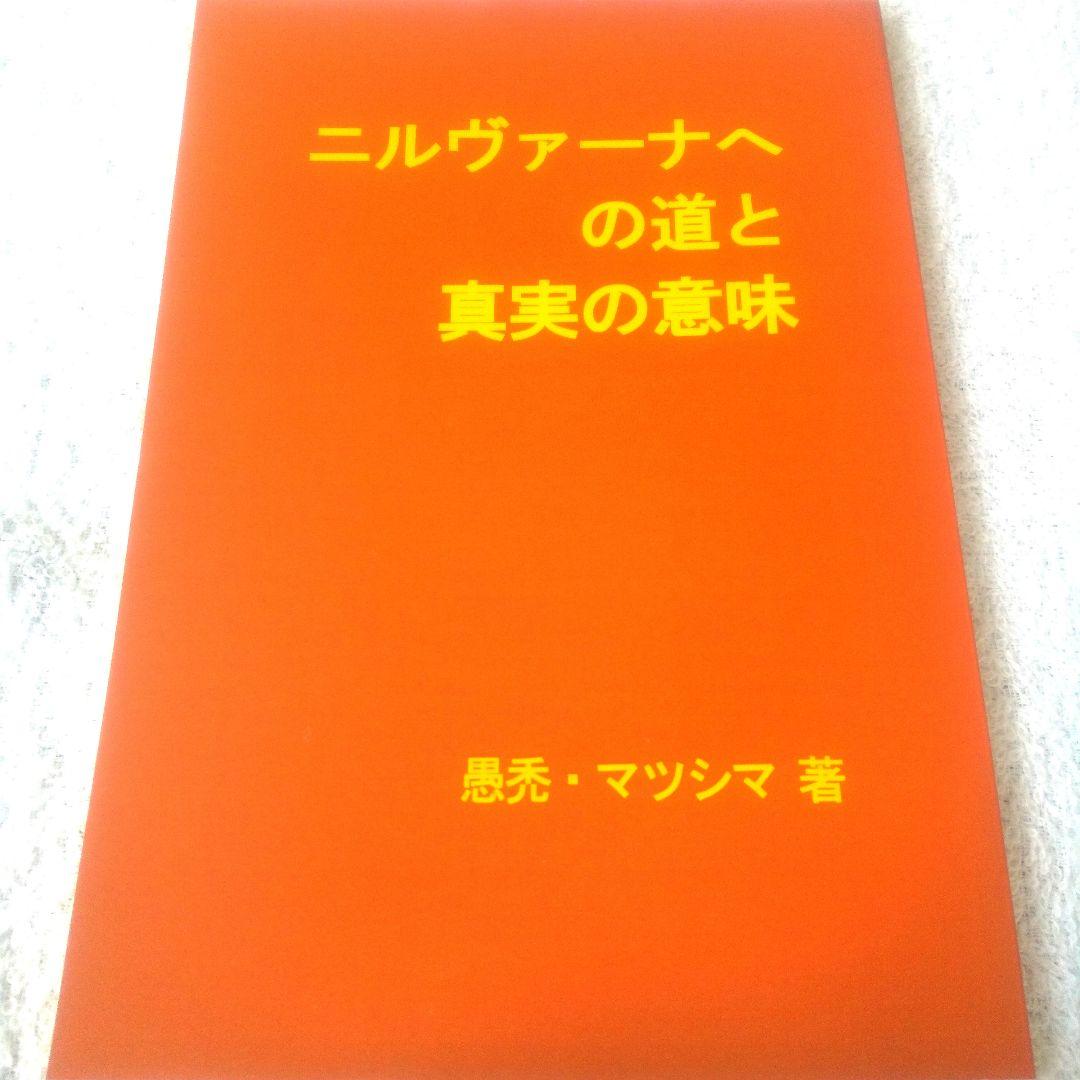 ニルヴァーナへ
の道と
真実の意味
愚禿・マツシマ 著